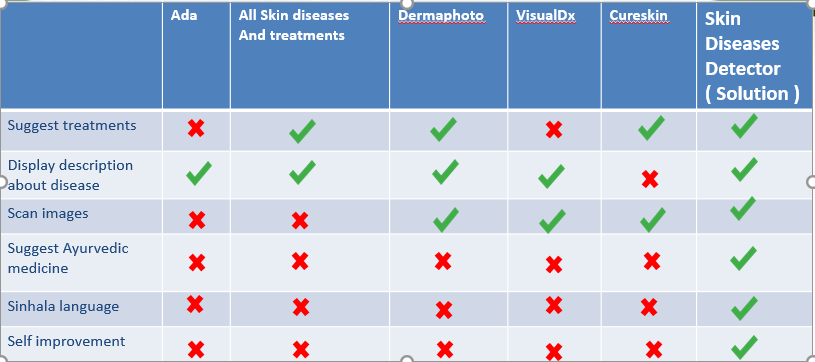 Ada
All Skin diseases
And treatments
Dermaphoto
VisualDx
Cureskin
Skin
Diseases
Detector
( Solution )
Suggest treatments
Display description
about disease
Scan images
Suggest Ayurvedic
medicine
Sinhala language
Self improvement